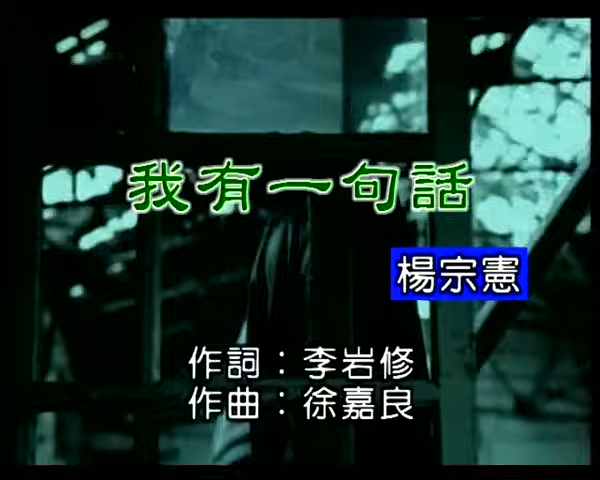 我有一句話
楊宗憲
作詞：李岩修
作曲：徐嘉良